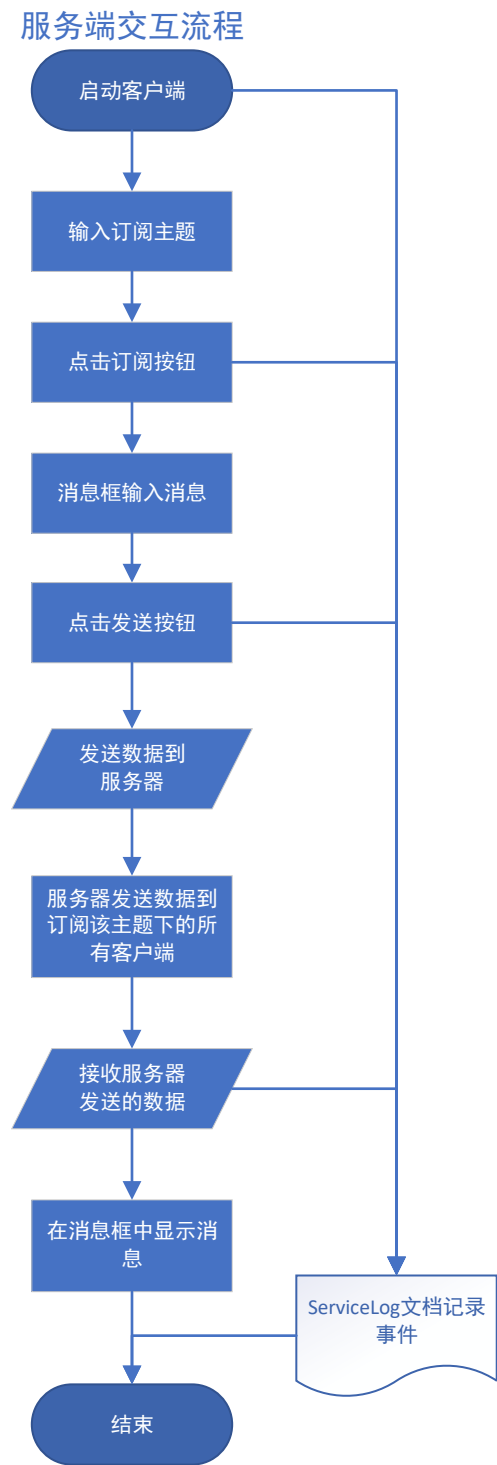 服务端交互流程
启动客户端
输入订阅主题
点击订阅按钮
消息框输入消息
点击发送按钮
发送数据到
服务器
服务器发送数据到
订阅该主题下的所
有客户端
接收服务器
发送的数据
在消息框中显示消
息
ServiceLog文档记录
事件
结束